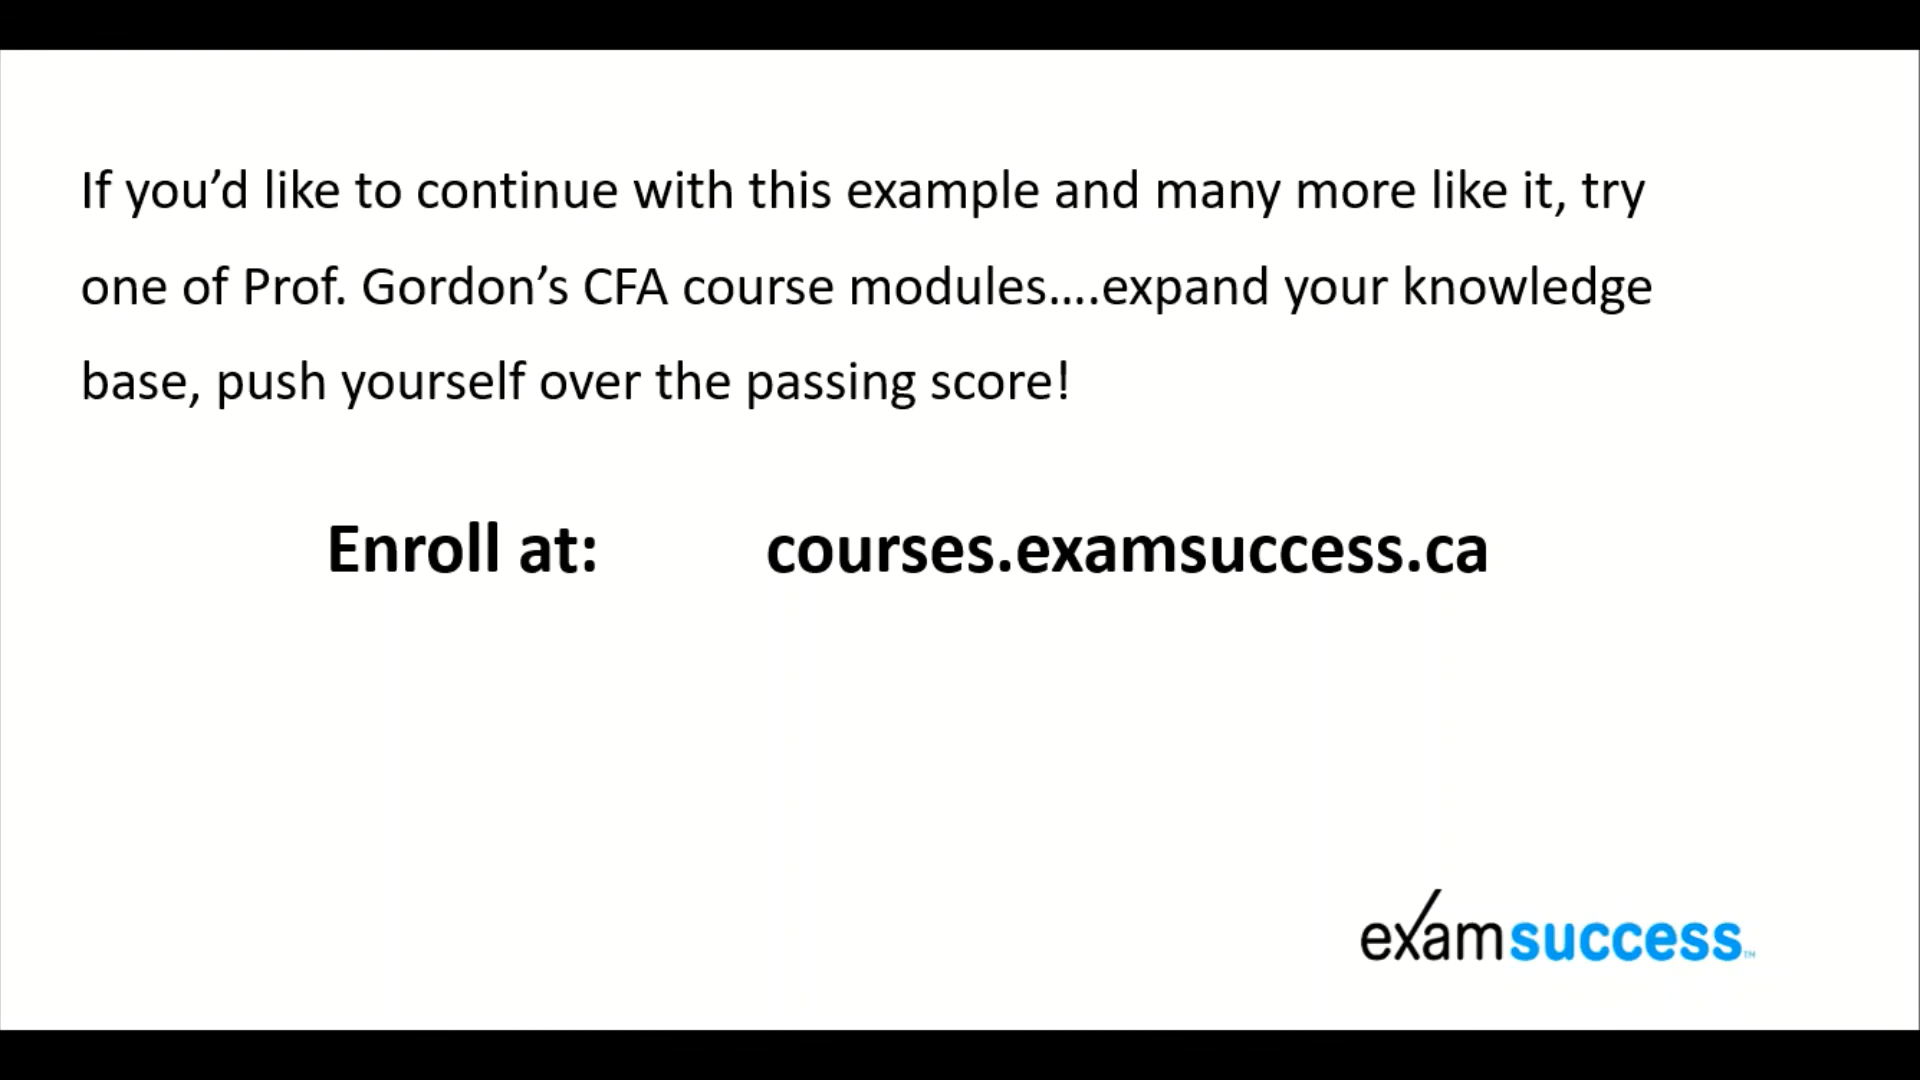 If you’d like to continue with this example and many more like it, try
one of Prof. Gordon’s CFA course modules….expand your knowledge
base, push yourself over the passing score!
Enroll at: courses.examsuccess.ca
examsuccess™